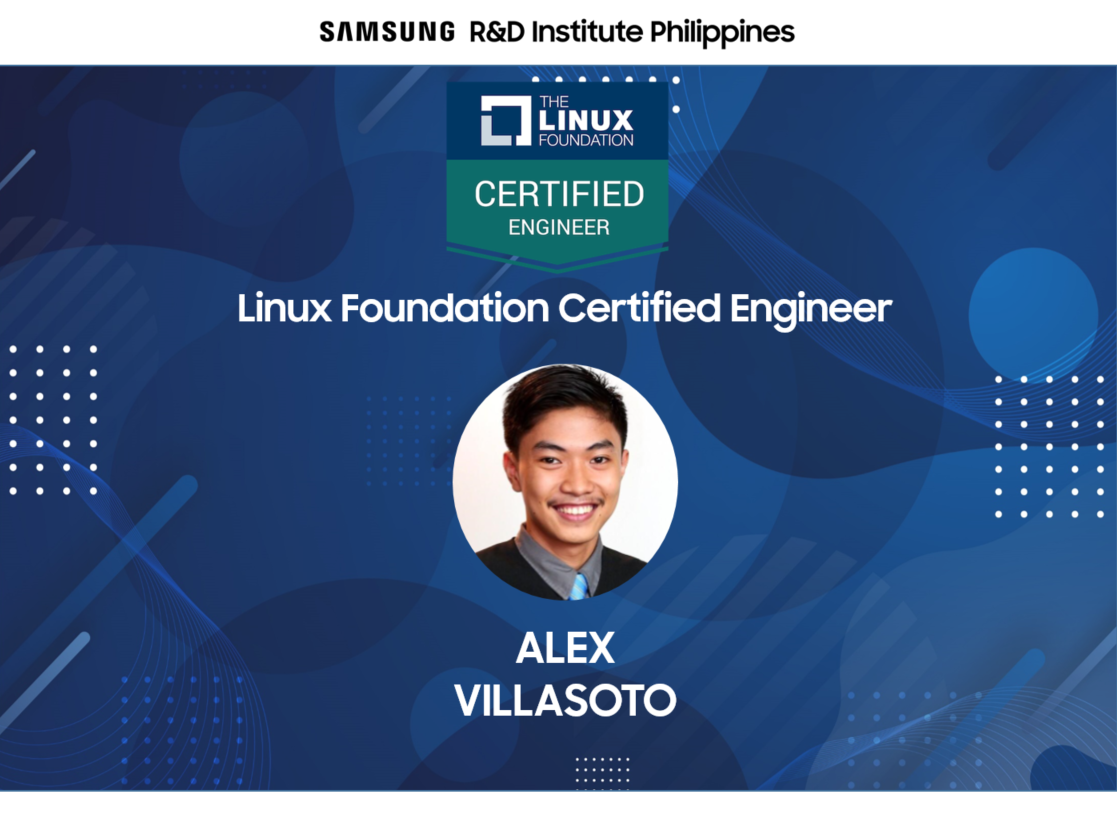 SAMSUNG R&D Institute Philippines
THE
LINUX
FOUNDATION
CERTIFIED
ENGINEER
Linux Foundation Certified Engineer
ALEX
VILLASOTO